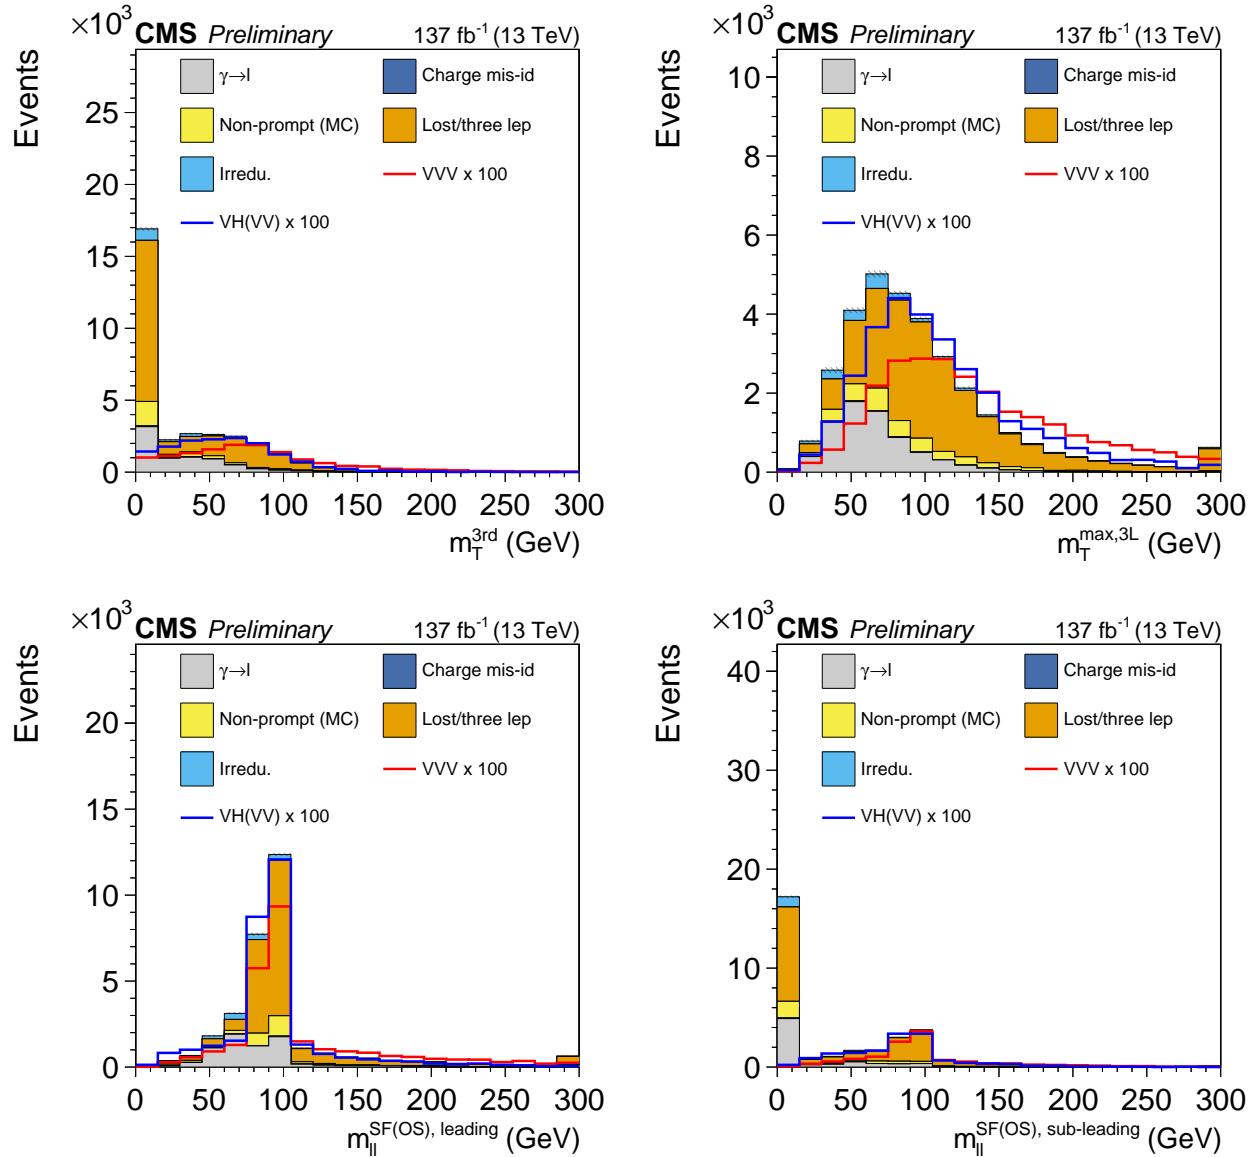 ×10³ CMS Preliminary 137 fb⁻¹ (13 TeV)
Events
γ→l Charge mis-id
Non-prompt (MC) Lost/three lep
Irredu. VVV x 100
VH(VV) x 100
25
20
15
10
5
0
0 50 100 150 200 250 300
m_T^3rd (GeV)
×10³ CMS Preliminary 137 fb⁻¹ (13 TeV)
Events
γ→l Charge mis-id
Non-prompt (MC) Lost/three lep
Irredu. VVV x 100
VH(VV) x 100
10
8
6
4
2
0
0 50 100 150 200 250 300
m_T^max,3L (GeV)
×10³ CMS Preliminary 137 fb⁻¹ (13 TeV)
Events
γ→l Charge mis-id
Non-prompt (MC) Lost/three lep
Irredu. VVV x 100
VH(VV) x 100
20
15
10
5
0
0 50 100 150 200 250 300
m_ll^SF(OS), leading (GeV)
×10³ CMS Preliminary 137 fb⁻¹ (13 TeV)
Events
γ→l Charge mis-id
Non-prompt (MC) Lost/three lep
Irredu. VVV x 100
VH(VV) x 100
40
30
20
10
0
0 50 100 150 200 250 300
m_ll^SF(OS), sub-leading (GeV)